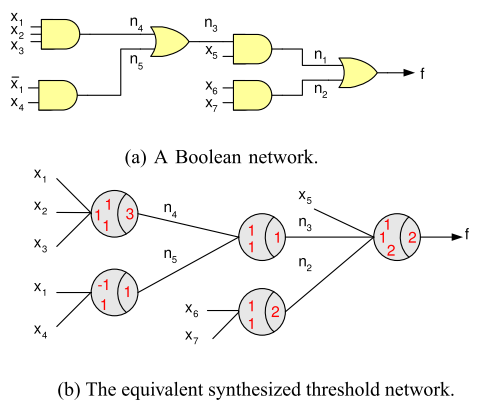 x₁
x₂
x₃
n₄
n₃
n₅
x₅
n₁
f
x̅₁
x₄
x₆
x₇
n₂
(a) A Boolean network.
x₁
x₂
x₃
1 1 1 3
n₄
x₅
n₅
1 1 1
n₃
1 1 2 2
f
x₁
x₄
-1 1 1
n₂
x₆
x₇
1 1 2
(b) The equivalent synthesized threshold network.